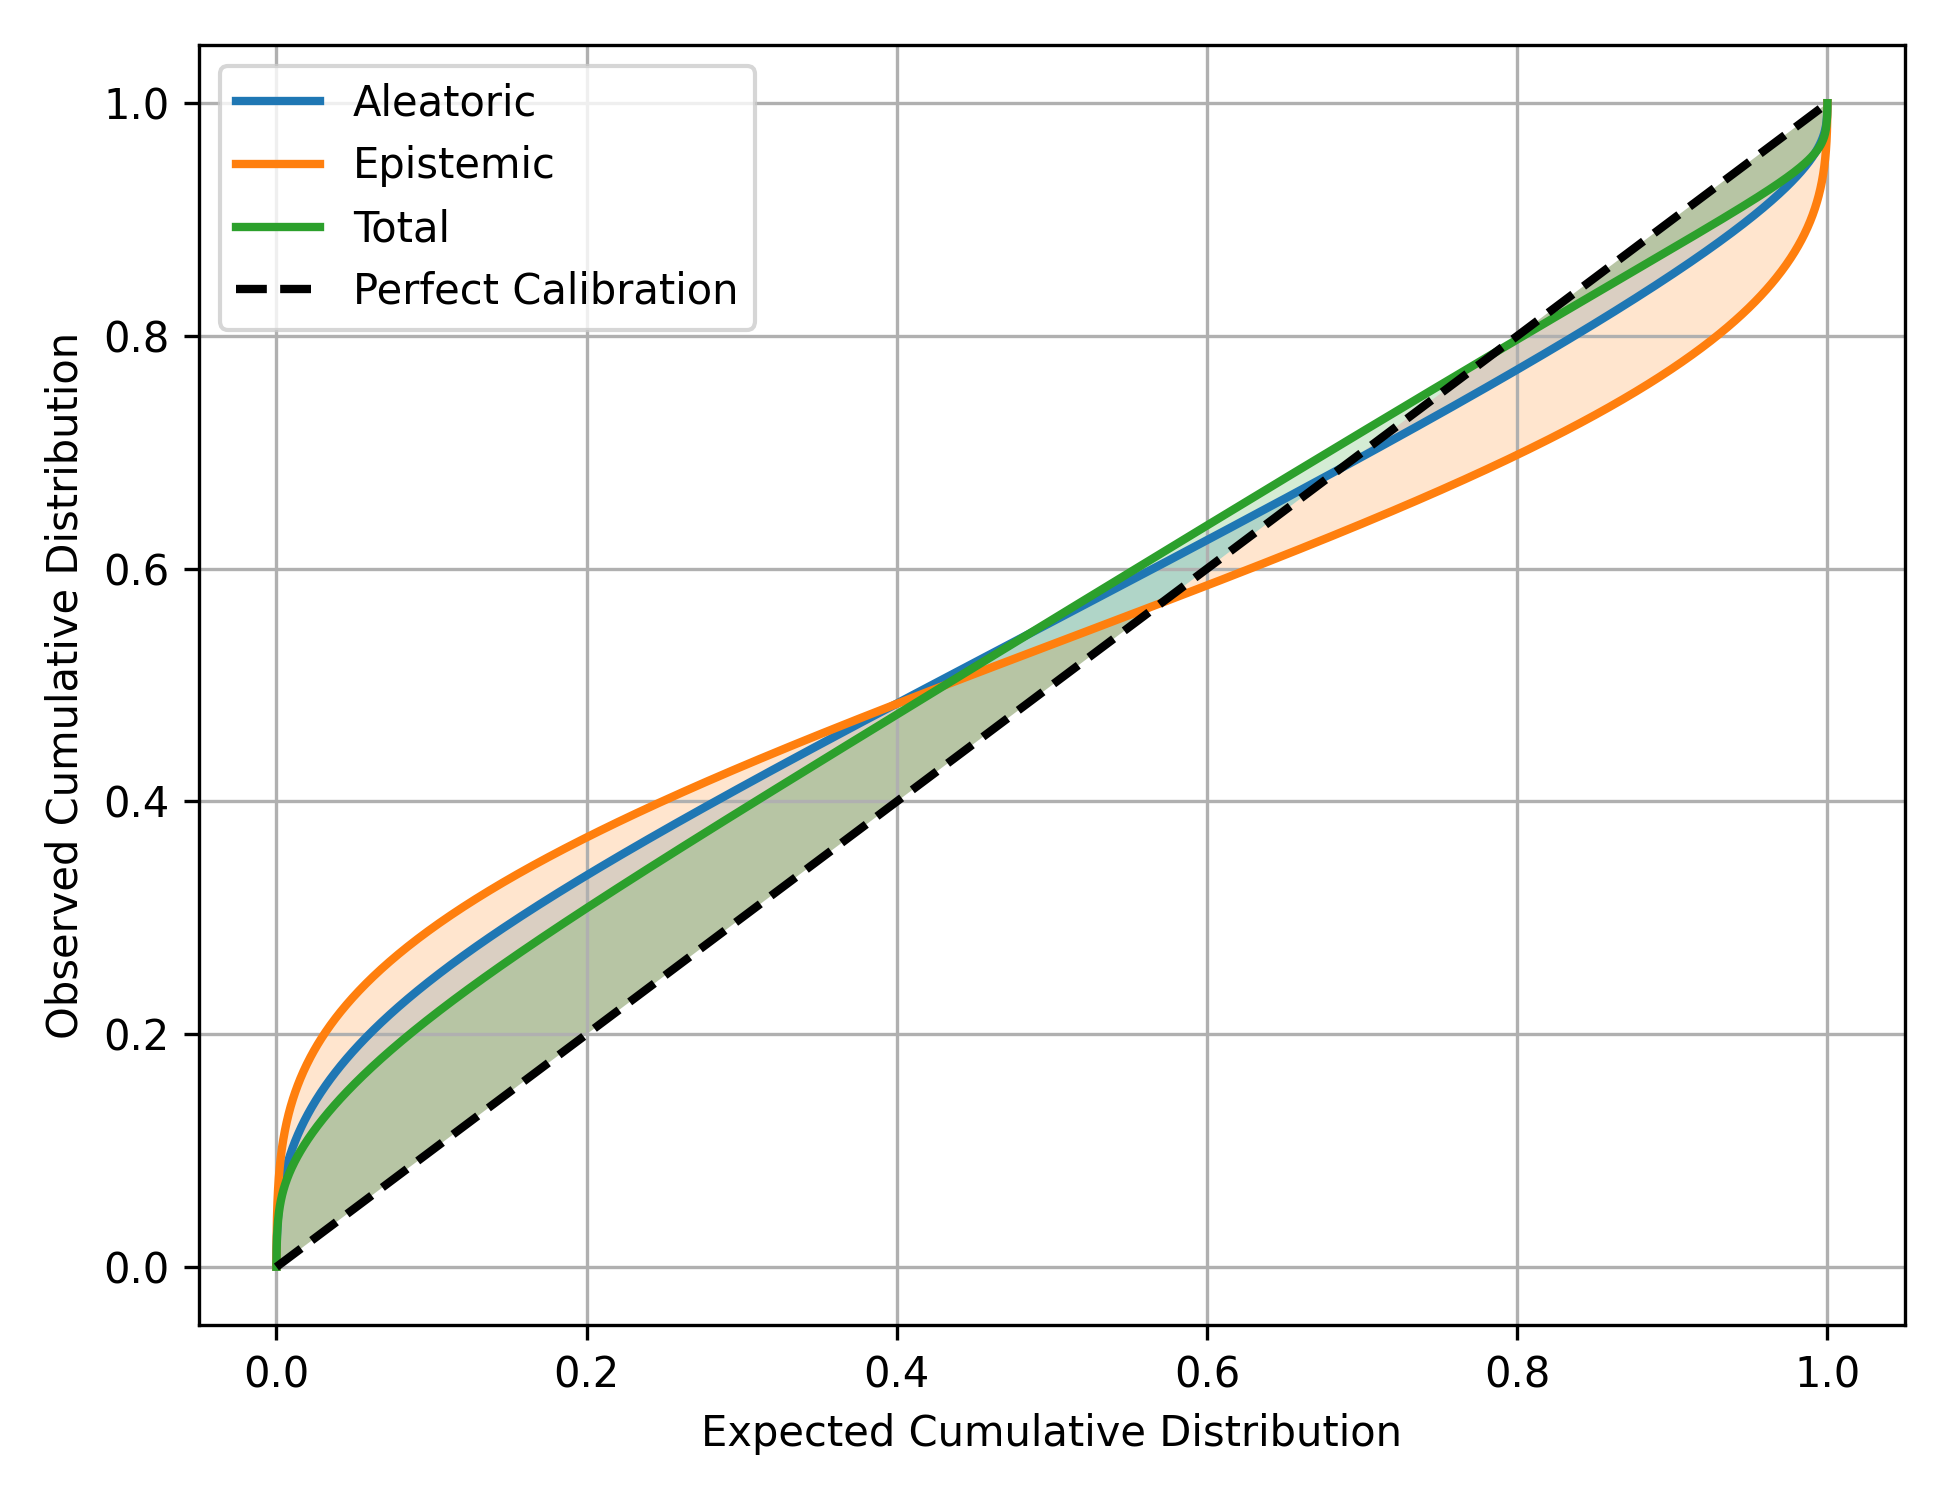 Aleatoric
Epistemic
Total
Perfect Calibration
Observed Cumulative Distribution
1.0
0.8
0.6
0.4
0.2
0.0
0.0 0.2 0.4 0.6 0.8 1.0
Expected Cumulative Distribution